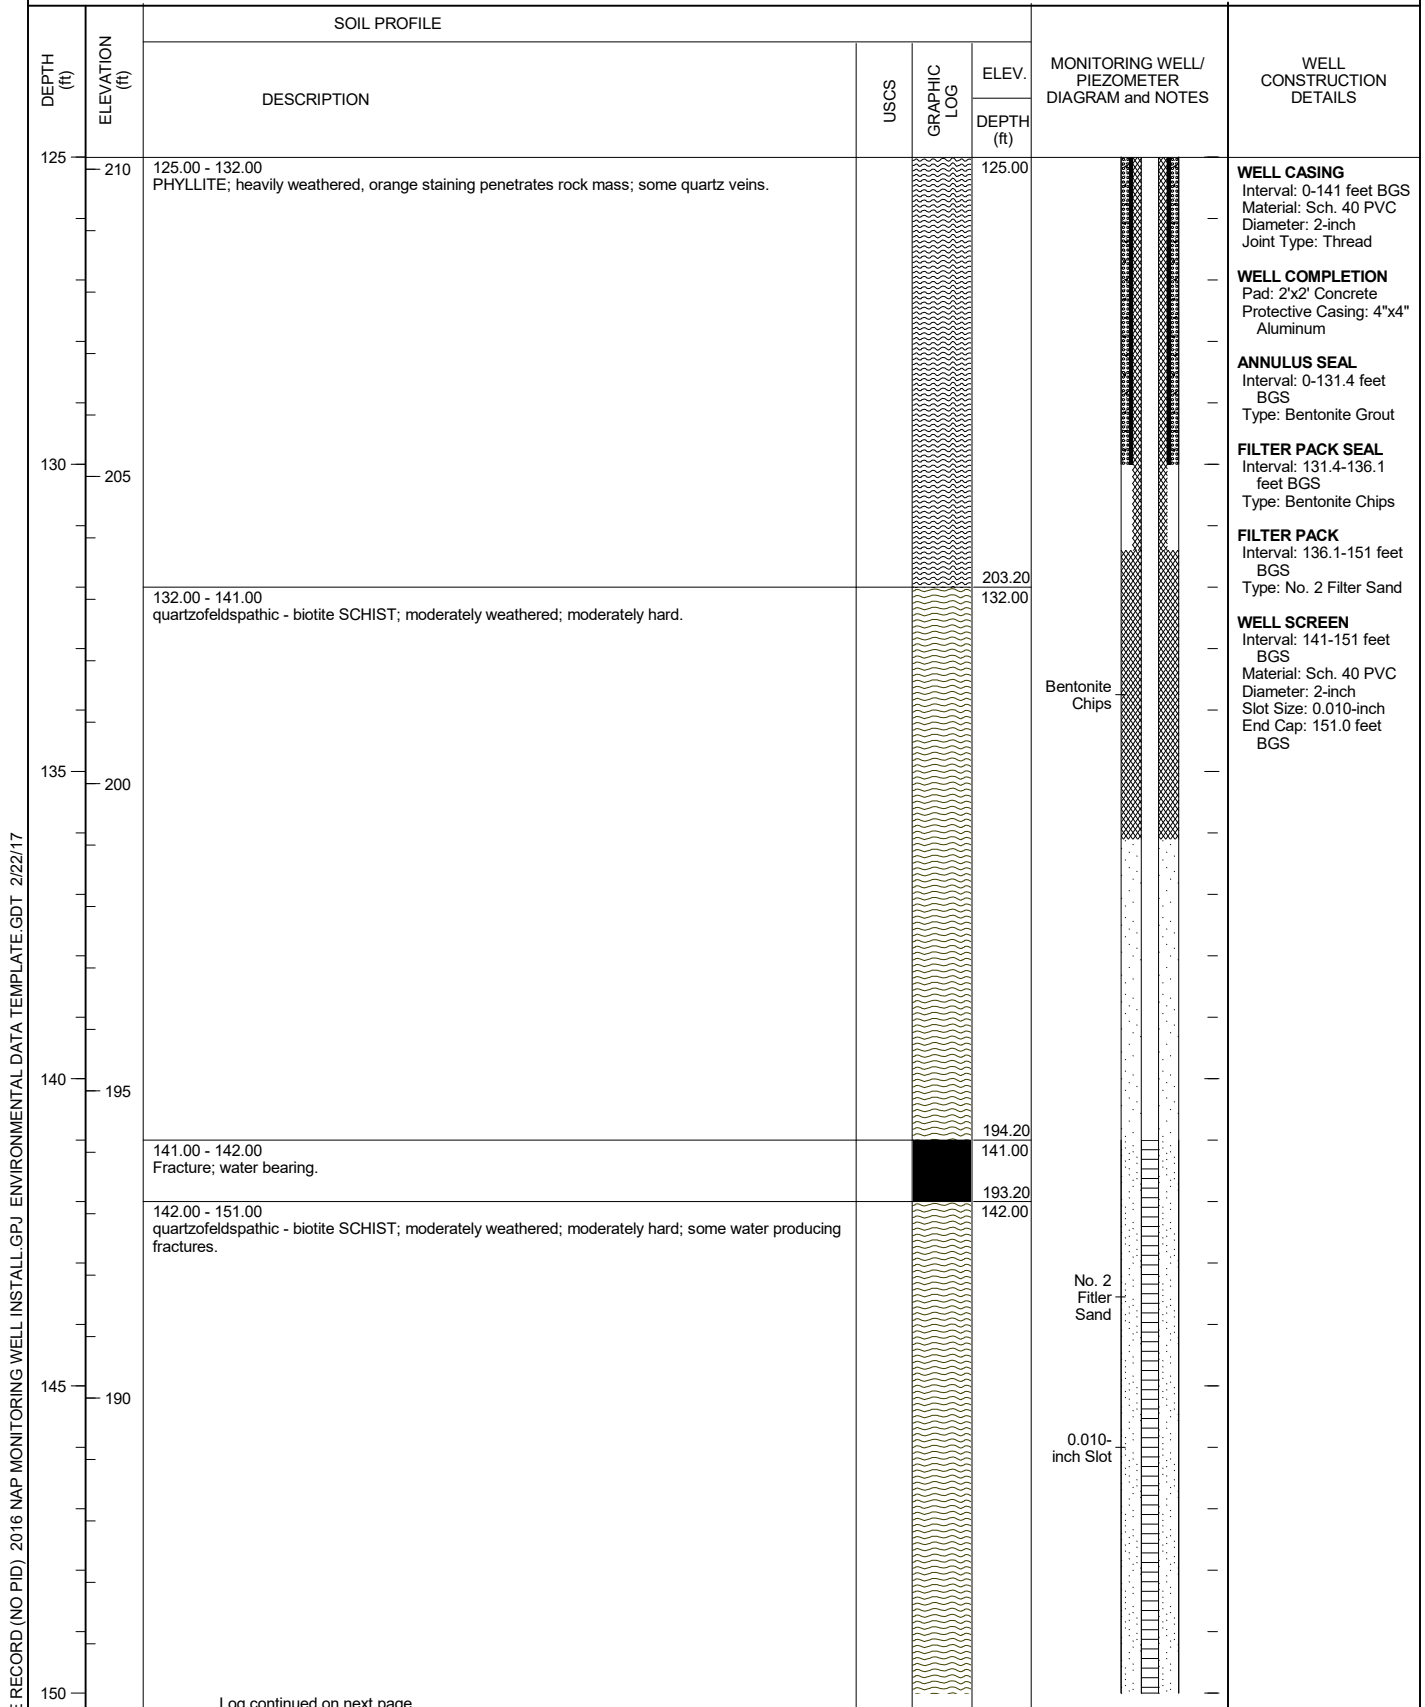 SOIL PROFILE
DEPTH
(ft)
ELEVATION
(ft)
DESCRIPTION
USCS
GRAPHIC
LOG
ELEV.
DEPTH
(ft)
MONITORING WELL/
PIEZOMETER
DIAGRAM and NOTES
WELL
CONSTRUCTION
DETAILS
125
210
125.00 - 132.00
PHYLLITE; heavily weathered, orange staining penetrates rock mass; some quartz veins.
125.00
130
205
203.20
132.00 - 141.00
quartzofeldspathic - biotite SCHIST; moderately weathered; moderately hard.
132.00
Bentonite
Chips
135
200
140
195
194.20
141.00 - 142.00
Fracture; water bearing.
141.00
193.20
142.00 - 151.00
quartzofeldspathic - biotite SCHIST; moderately weathered; moderately hard; some water producing
fractures.
142.00
No. 2
Fitler
Sand
145
190
0.010-
inch Slot
150
Log continued on next page
WELL CASING
Interval: 0-141 feet BGS
Material: Sch. 40 PVC
Diameter: 2-inch
Joint Type: Thread
WELL COMPLETION
Pad: 2'x2' Concrete
Protective Casing: 4"x4"
Aluminum
ANNULUS SEAL
Interval: 0-131.4 feet
BGS
Type: Bentonite Grout
FILTER PACK SEAL
Interval: 131.4-136.1
feet BGS
Type: Bentonite Chips
FILTER PACK
Interval: 136.1-151 feet
BGS
Type: No. 2 Filter Sand
WELL SCREEN
Interval: 141-151 feet
BGS
Material: Sch. 40 PVC
Diameter: 2-inch
Slot Size: 0.010-inch
End Cap: 151.0 feet
BGS
RECORD (NO PID) 2016 NAP MONITORING WELL INSTALL.GPJ ENVIRONMENTAL DATA TEMPLATE.GDT 2/22/17